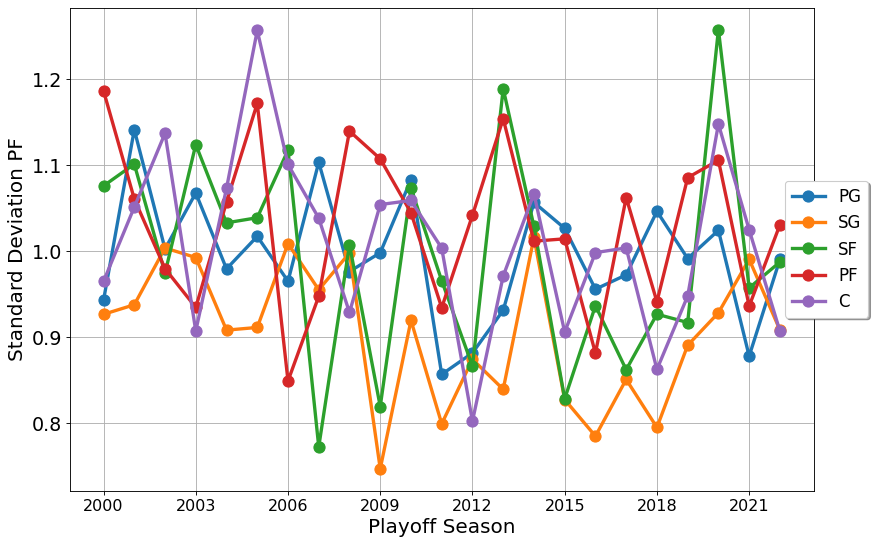 Standard Deviation PF
1.2
1.1
1.0
0.9
0.8
2000 2003 2006 2009 2012 2015 2018 2021
Playoff Season
PG
SG
SF
PF
C